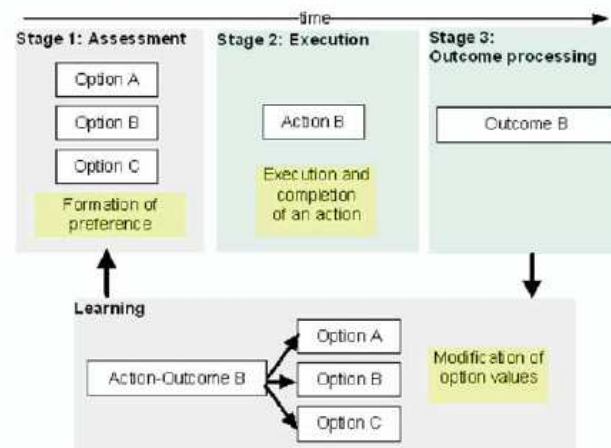 time
Stage 1: Assessment
Option A
Option B
Option C
Formation of
preference
Stage 2: Execution
Action B
Execution and
completion
of an action
Stage 3:
Outcome processing
Outcome B
Learning
Action-Outcome B
Option A
Option B
Option C
Modification of
option values